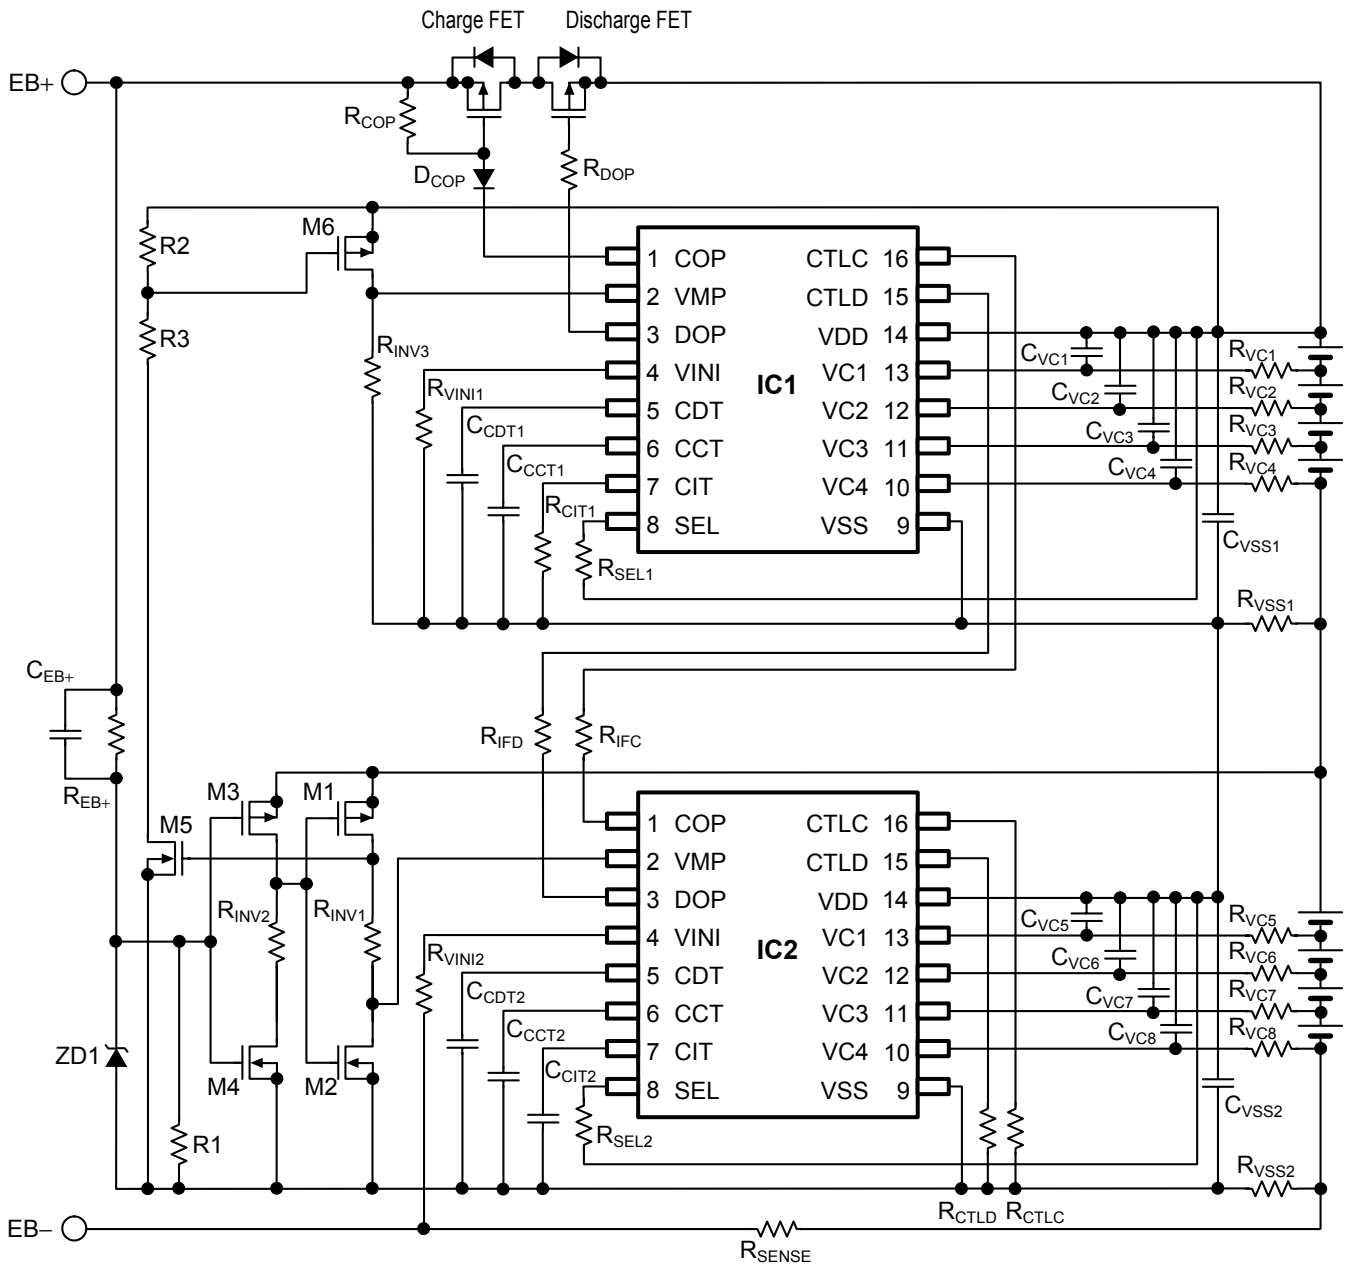 Charge FET
Discharge FET
EB+
RCOP
DCOP
RDOP
R2
M6
R3
RINV3
1 COP
2 VMP
3 DOP
4 VINI
5 CDT
6 CCT
7 CIT
8 SEL
IC1
CTLC 16
CTLD 15
VDD 14
VC1 13
VC2 12
VC3 11
VC4 10
VSS 9
RVINI1
CCDT1
CCCT1
RCIT1
RSEL1
CVC1
CVC2
CVC3
CVC4
RVC1
RVC2
RVC3
RVC4
CVSS1
RVSS1
CEB+
REB+
RIFD
RIFC
M3
M1
M5
RINV2
RINV1
1 COP
2 VMP
3 DOP
4 VINI
5 CDT
6 CCT
7 CIT
8 SEL
IC2
CTLC 16
CTLD 15
VDD 14
VC1 13
VC2 12
VC3 11
VC4 10
VSS 9
RVINI2
CCDT2
CCCT2
CCIT2
RSEL2
CVC5
CVC6
CVC7
CVC8
RVC5
RVC6
RVC7
RVC8
CVSS2
RVSS2
ZD1
M4
M2
R1
RCTLD
RCTLC
EB−
RSENSE